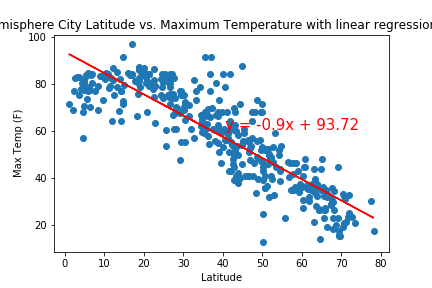 misphere City Latitude vs. Maximum Temperature with linear regression
Max Temp (F)
100
80
60
40
20
y = -0.9x + 93.72
0 10 20 30 40 50 60 70 80
Latitude